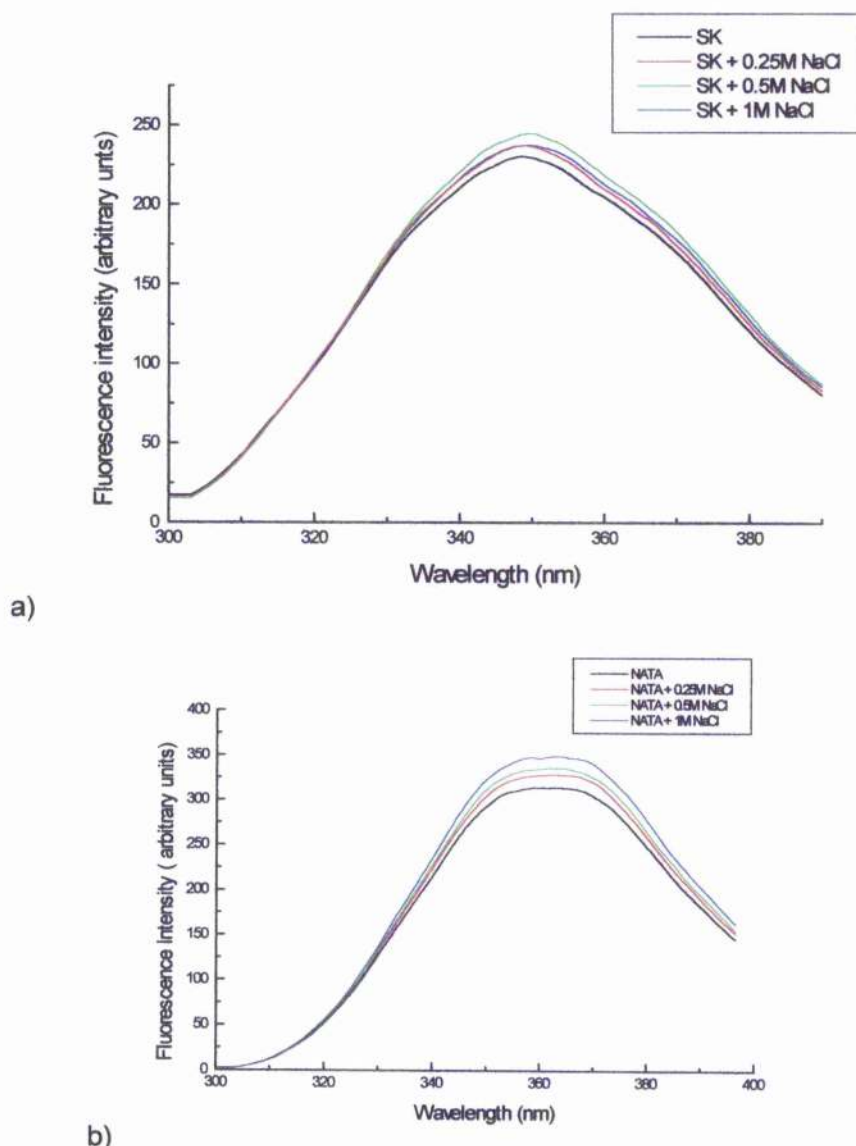 SK
SK + 0.25M NaCl
SK + 0.5M NaCl
SK + 1M NaCl
250
200
150
100
50
0
Fluorescence intensity (arbitrary unts)
300
320
340
360
380
Wavelength (nm)
a)
NATA
NATA + 0.25M NaCl
NATA + 0.5M NaCl
NATA + 1M NaCl
400
350
300
250
200
150
100
50
0
Fluorescence Intensity ( arbitrary units)
300
320
340
360
380
400
Wavelength (nm)
b)